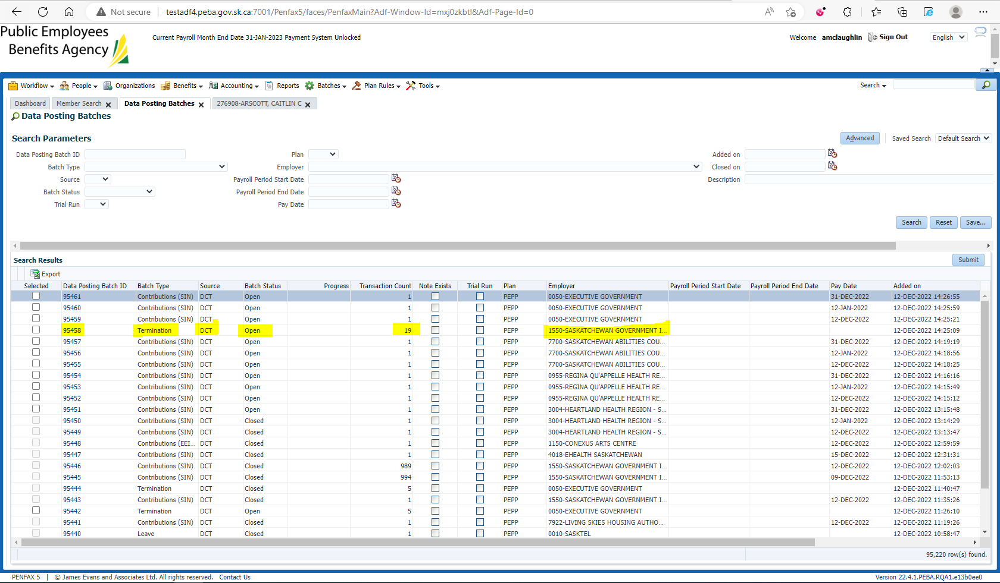 Not secure | testadf4.peba.gov.sk.ca:7001/Penfax5/faces/PenfaxMain?Adf-Window-Id=mxj0zkbtl&Adf-Page-Id=0
Public Employees
Benefits Agency
Current Payroll Month End Date 31-JAN-2023 Payment System Unlocked
Welcome amclaughlin Sign Out English
Workflow People Organizations Benefits Accounting Reports Batches Plan Rules Tools Search
Dashboard Member Search Data Posting Batches 276908-ARSCOTT, CAITLIN C
Data Posting Batches
Search Parameters
Advanced Saved Search Default Search
Data Posting Batch ID Plan Added on
Batch Type Employer Closed on
Source Payroll Period Start Date Description
Batch Status Payroll Period End Date
Trial Run Pay Date
Search Reset Save...
Search Results Submit
Export
Selected Data Posting Batch ID Batch Type Source Batch Status Progress Transaction Count Note Exists Trial Run Plan Employer Payroll Period Start Date Payroll Period End Date Pay Date Added on
95461 Contributions (SIN) DCT Open 1 PEPP 0050-EXECUTIVE GOVERNMENT 31-DEC-2022 12-DEC-2022 14:26:55
95460 Contributions (SIN) DCT Open 1 PEPP 0050-EXECUTIVE GOVERNMENT 12-JAN-2022 12-DEC-2022 14:25:59
95459 Contributions (SIN) DCT Open 1 PEPP 0050-EXECUTIVE GOVERNMENT 12-DEC-2022 12-DEC-2022 14:25:21
95458 Termination DCT Open 19 PEPP 1550-SASKATCHEWAN GOVERNMENT I... 12-DEC-2022 14:25:09
95457 Contributions (SIN) DCT Open 1 PEPP 7700-SASKATCHEWAN ABILITIES COU... 31-DEC-2022 12-DEC-2022 14:19:19
95456 Contributions (SIN) DCT Open 1 PEPP 7700-SASKATCHEWAN ABILITIES COU... 12-JAN-2022 12-DEC-2022 14:18:56
95455 Contributions (SIN) DCT Open 1 PEPP 7700-SASKATCHEWAN ABILITIES COU... 12-DEC-2022 12-DEC-2022 14:18:25
95454 Contributions (SIN) DCT Open 1 PEPP 0955-REGINA QU'APPELLE HEALTH RE... 31-DEC-2022 12-DEC-2022 14:16:16
95453 Contributions (SIN) DCT Open 1 PEPP 0955-REGINA QU'APPELLE HEALTH RE... 12-JAN-2022 12-DEC-2022 14:15:49
95452 Contributions (SIN) DCT Open 1 PEPP 0955-REGINA QU'APPELLE HEALTH RE... 12-DEC-2022 12-DEC-2022 14:15:12
95451 Contributions (SIN) DCT Open 1 PEPP 3004-HEARTLAND HEALTH REGION - S... 31-DEC-2022 12-DEC-2022 13:15:48
95450 Contributions (SIN) DCT Closed 1 PEPP 3004-HEARTLAND HEALTH REGION - S... 12-JAN-2022 12-DEC-2022 13:14:29
95449 Contributions (SIN) DCT Closed 1 PEPP 3004-HEARTLAND HEALTH REGION - S... 12-DEC-2022 12-DEC-2022 13:13:47
95448 Contributions (EEI... DCT Closed 1 PEPP 1150-CONEXUS ARTS CENTRE 12-DEC-2022 12-DEC-2022 12:59:59
95447 Contributions (SIN) DCT Closed 1 PEPP 4018-EHEALTH SASKATCHEWAN 15-DEC-2022 12-DEC-2022 12:31:31
95446 Contributions (SIN) DCT Closed 989 PEPP 1550-SASKATCHEWAN GOVERNMENT I... 12-DEC-2022 12-DEC-2022 12:02:03
95445 Contributions (SIN) DCT Closed 994 PEPP 1550-SASKATCHEWAN GOVERNMENT I... 09-DEC-2022 12-DEC-2022 11:53:13
95444 Termination DCT Closed 5 PEPP 0050-EXECUTIVE GOVERNMENT 12-DEC-2022 11:40:47
95443 Contributions (SIN) DCT Closed 1 PEPP 1550-SASKATCHEWAN GOVERNMENT I... 12-DEC-2022 12-DEC-2022 11:35:26
95442 Termination DCT Open 5 PEPP 0050-EXECUTIVE GOVERNMENT 12-DEC-2022 11:26:10
95441 Contributions (SIN) DCT Closed 1 PEPP 7922-LIVING SKIES HOUSING AUTHO... 12-DEC-2022 12-DEC-2022 11:19:26
95440 Leave DCT Closed 1 PEPP 0010-SASKTEL 12-DEC-2022 10:58:47
95,220 row(s) found.
PENFAX 5 | © James Evans and Associates Ltd. All rights reserved. Contact Us Version 22.4.1.PEBA.RQA1.e13b0ee0